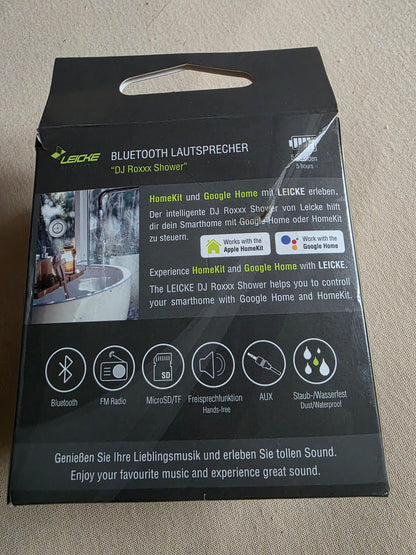 LEICKE
BLUETOOTH LAUTSPRECHER
"DJ Roxxx Shower"
5 hours
HomeKit und Google Home mit LEICKE erleben.
Der intelligente DJ Roxxx Shower von Leicke hilft
dir dein Smarthome mit Google Home oder HomeKit
zu steuern.
Works with the
Apple HomeKit
Work with the
Google Home
Experience HomeKit and Google Home with LEICKE.
The LEICKE DJ Roxxx Shower helps you to control
your smarthome with Google Home and HomeKit.
SD
Bluetooth
FM Radio
MicroSD/TF
Freisprechfunktion
Hands-free
AUX
Staub-/Wasserfest
Dust/Waterproof
Genießen Sie Ihre Lieblingsmusik und erleben Sie tollen Sound.
Enjoy your favourite music and experience great sound.